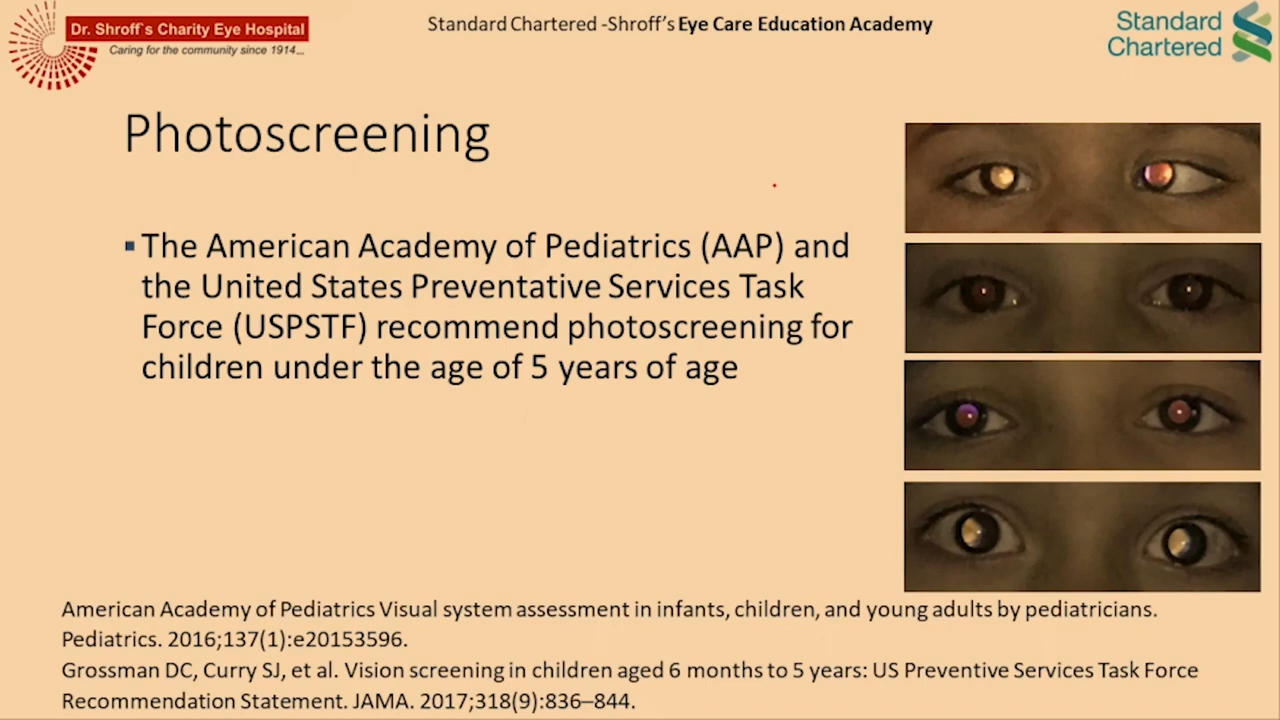 Dr. Shroff`s Charity Eye Hospital
Caring for the community since 1914...
Standard Chartered -Shroff's Eye Care Education Academy
Standard
Chartered
Photoscreening
The American Academy of Pediatrics (AAP) and
the United States Preventative Services Task
Force (USPSTF) recommend photoscreening for
children under the age of 5 years of age
American Academy of Pediatrics Visual system assessment in infants, children, and young adults by pediatricians.
Pediatrics. 2016;137(1):e20153596.
Grossman DC, Curry SJ, et al. Vision screening in children aged 6 months to 5 years: US Preventive Services Task Force
Recommendation Statement. JAMA. 2017;318(9):836–844.